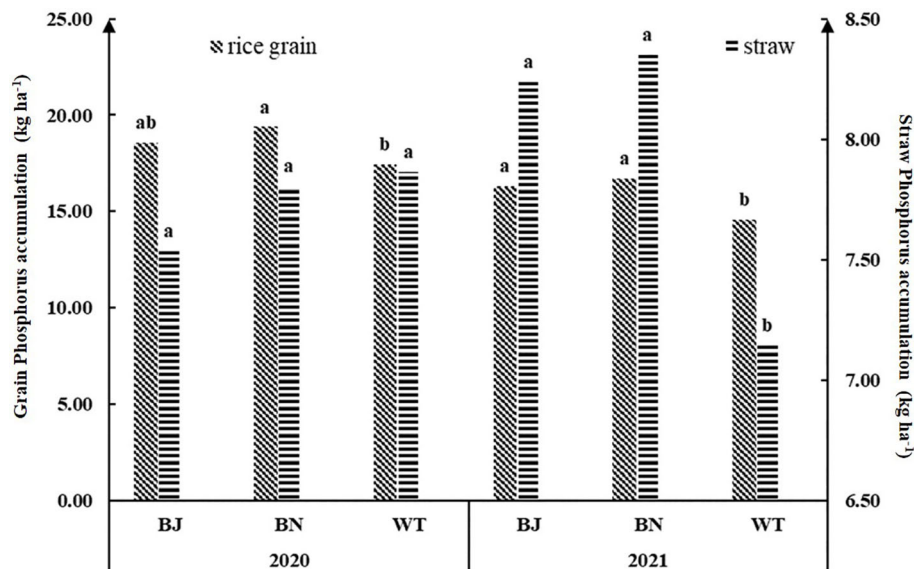 25.00
20.00
15.00
10.00
5.00
0.00
Grain Phosphorus accumulation (kg ha-1)
rice grain
straw
8.50
8.00
7.50
7.00
6.50
Straw Phosphorus accumulation
(kg ha-1)
ab
a
a
a
b
a
a
a
a
a
b
b
BJ BN WT BJ BN WT
2020 2021